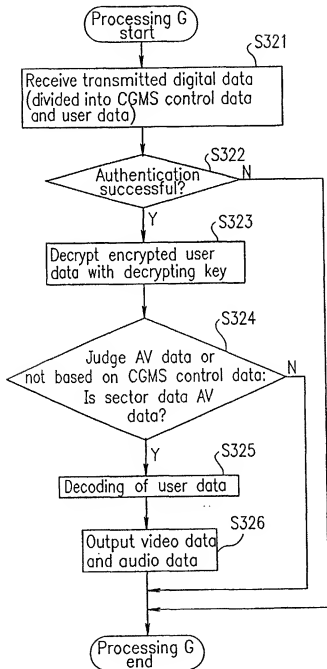 Processing G
start
S321
Receive transmitted digital data
(divided into CGMS control data
and user data)
S322
Authentication
successful?
N
Y
S323
Decrypt encrypted user
data with decrypting key
S324
Judge AV data or
not based on CGMS control data:
Is sector data AV
data?
N
Y
S325
Decoding of user data
S326
Output video data
and audio data
Processing G
end